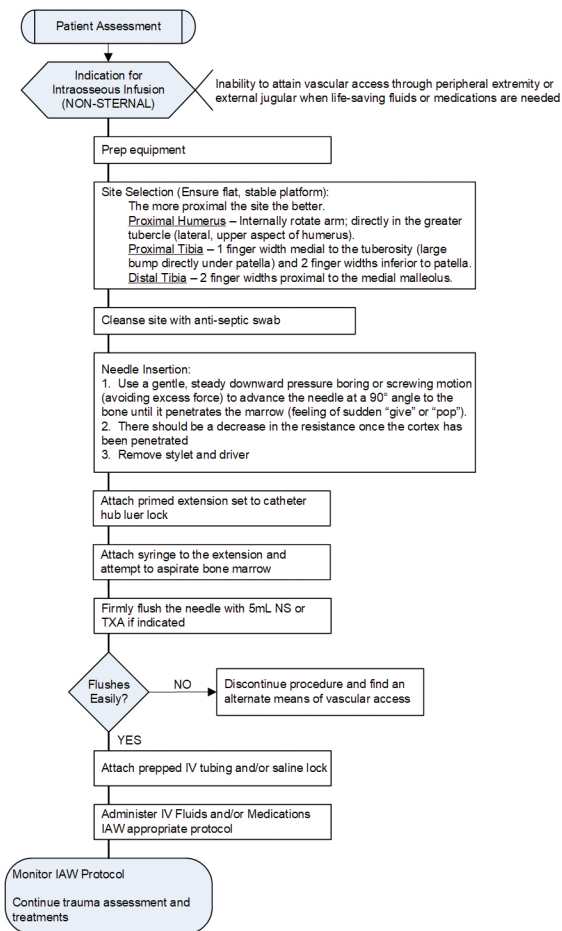 Patient Assessment
Indication for
Intraosseous Infusion
(NON-STERNAL)
Inability to attain vascular access through peripheral extremity or
external jugular when life-saving fluids or medications are needed
Prep equipment
Site Selection (Ensure flat, stable platform):
The more proximal the site the better.
Proximal Humerus – Internally rotate arm; directly in the greater
tubercle (lateral, upper aspect of humerus).
Proximal Tibia – 1 finger width medial to the tuberosity (large
bump directly under patella) and 2 finger widths inferior to patella.
Distal Tibia – 2 finger widths proximal to the medial malleolus.
Cleanse site with anti-septic swab
Needle Insertion:
1. Use a gentle, steady downward pressure boring or screwing motion
(avoiding excess force) to advance the needle at a 90° angle to the
bone until it penetrates the marrow (feeling of sudden “give” or “pop”).
2. There should be a decrease in the resistance once the cortex has
been penetrated
3. Remove stylet and driver
Attach primed extension set to catheter
hub luer lock
Attach syringe to the extension and
attempt to aspirate bone marrow
Firmly flush the needle with 5mL NS or
TXA if indicated
Flushes
Easily?
NO
Discontinue procedure and find an
alternate means of vascular access
YES
Attach prepped IV tubing and/or saline lock
Administer IV Fluids and/or Medications
IAW appropriate protocol
Monitor IAW Protocol
Continue trauma assessment and
treatments